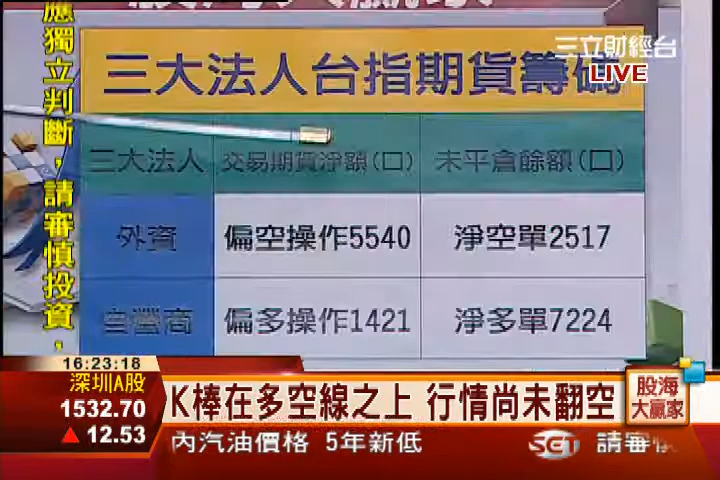 三立財經台
LIVE
應獨立判斷，請審慎投資，
三大法人台指期貨籌碼
三大法人 交易期貨淨額(口) 未平倉餘額(口)
外資 偏空操作5540 淨空單2517
自營商 偏多操作1421 淨多單7224
16:23:18
深圳A股
1532.70
▲12.53
K棒在多空線之上 行情尚未翻空
股海
大贏家
內汽油價格 5年新低
SET 請審